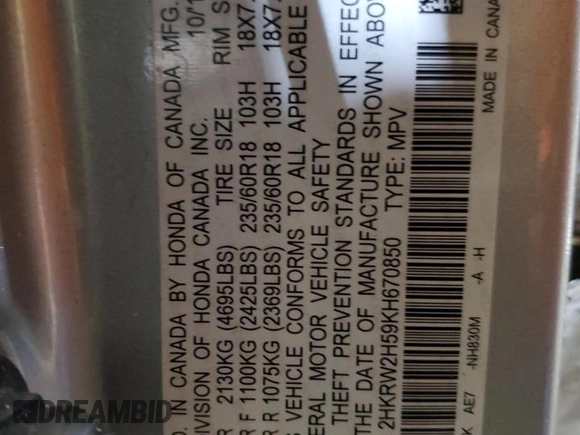 D. IN CANADA BY HONDA OF CANADA MFG.
IVISION OF HONDA CANADA INC. 10/1
R 2130KG (4695LBS) TIRE SIZE RIM S
R F 1100KG (2425LBS) 235/60R18 103H 18X7.
R R 1075KG (2369LBS) 235/60R18 103H 18X7.
S VEHICLE CONFORMS TO ALL APPLICABLE
ERAL MOTOR VEHICLE SAFETY
THEFT PREVENTION STANDARDS IN EFFEC
THE DATE OF MANUFACTURE SHOWN ABOV
2HKRW2H59KH670850 TYPE: MPV
K AE7 -NH830M -A -H
MADE IN CANA
DREAMBID